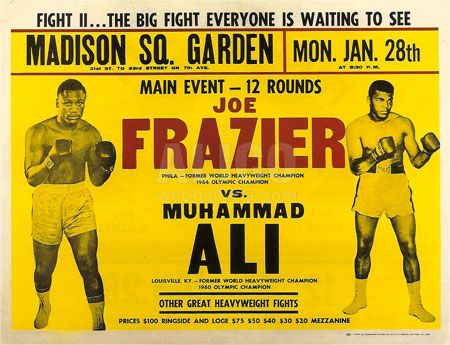 FIGHT II...THE BIG FIGHT EVERYONE IS WAITING TO SEE
MADISON SQ. GARDEN
31st ST. TO 33rd STREET ON 7th AVE.
MON. JAN. 28th
AT 8:30 P.M.
MAIN EVENT – 12 ROUNDS
JOE
FRAZIER
PHILA. – FORMER WORLD HEAVYWEIGHT CHAMPION
1964 OLYMPIC CHAMPION
VS.
MUHAMMAD
ALI
LOUISVILLE, KY. – FORMER WORLD HEAVYWEIGHT CHAMPION
1960 OLYMPIC CHAMPION
OTHER GREAT HEAVYWEIGHT FIGHTS
PRICES $100 RINGSIDE AND LOGE $75 $50 $40 $30 $20 MEZZANINE